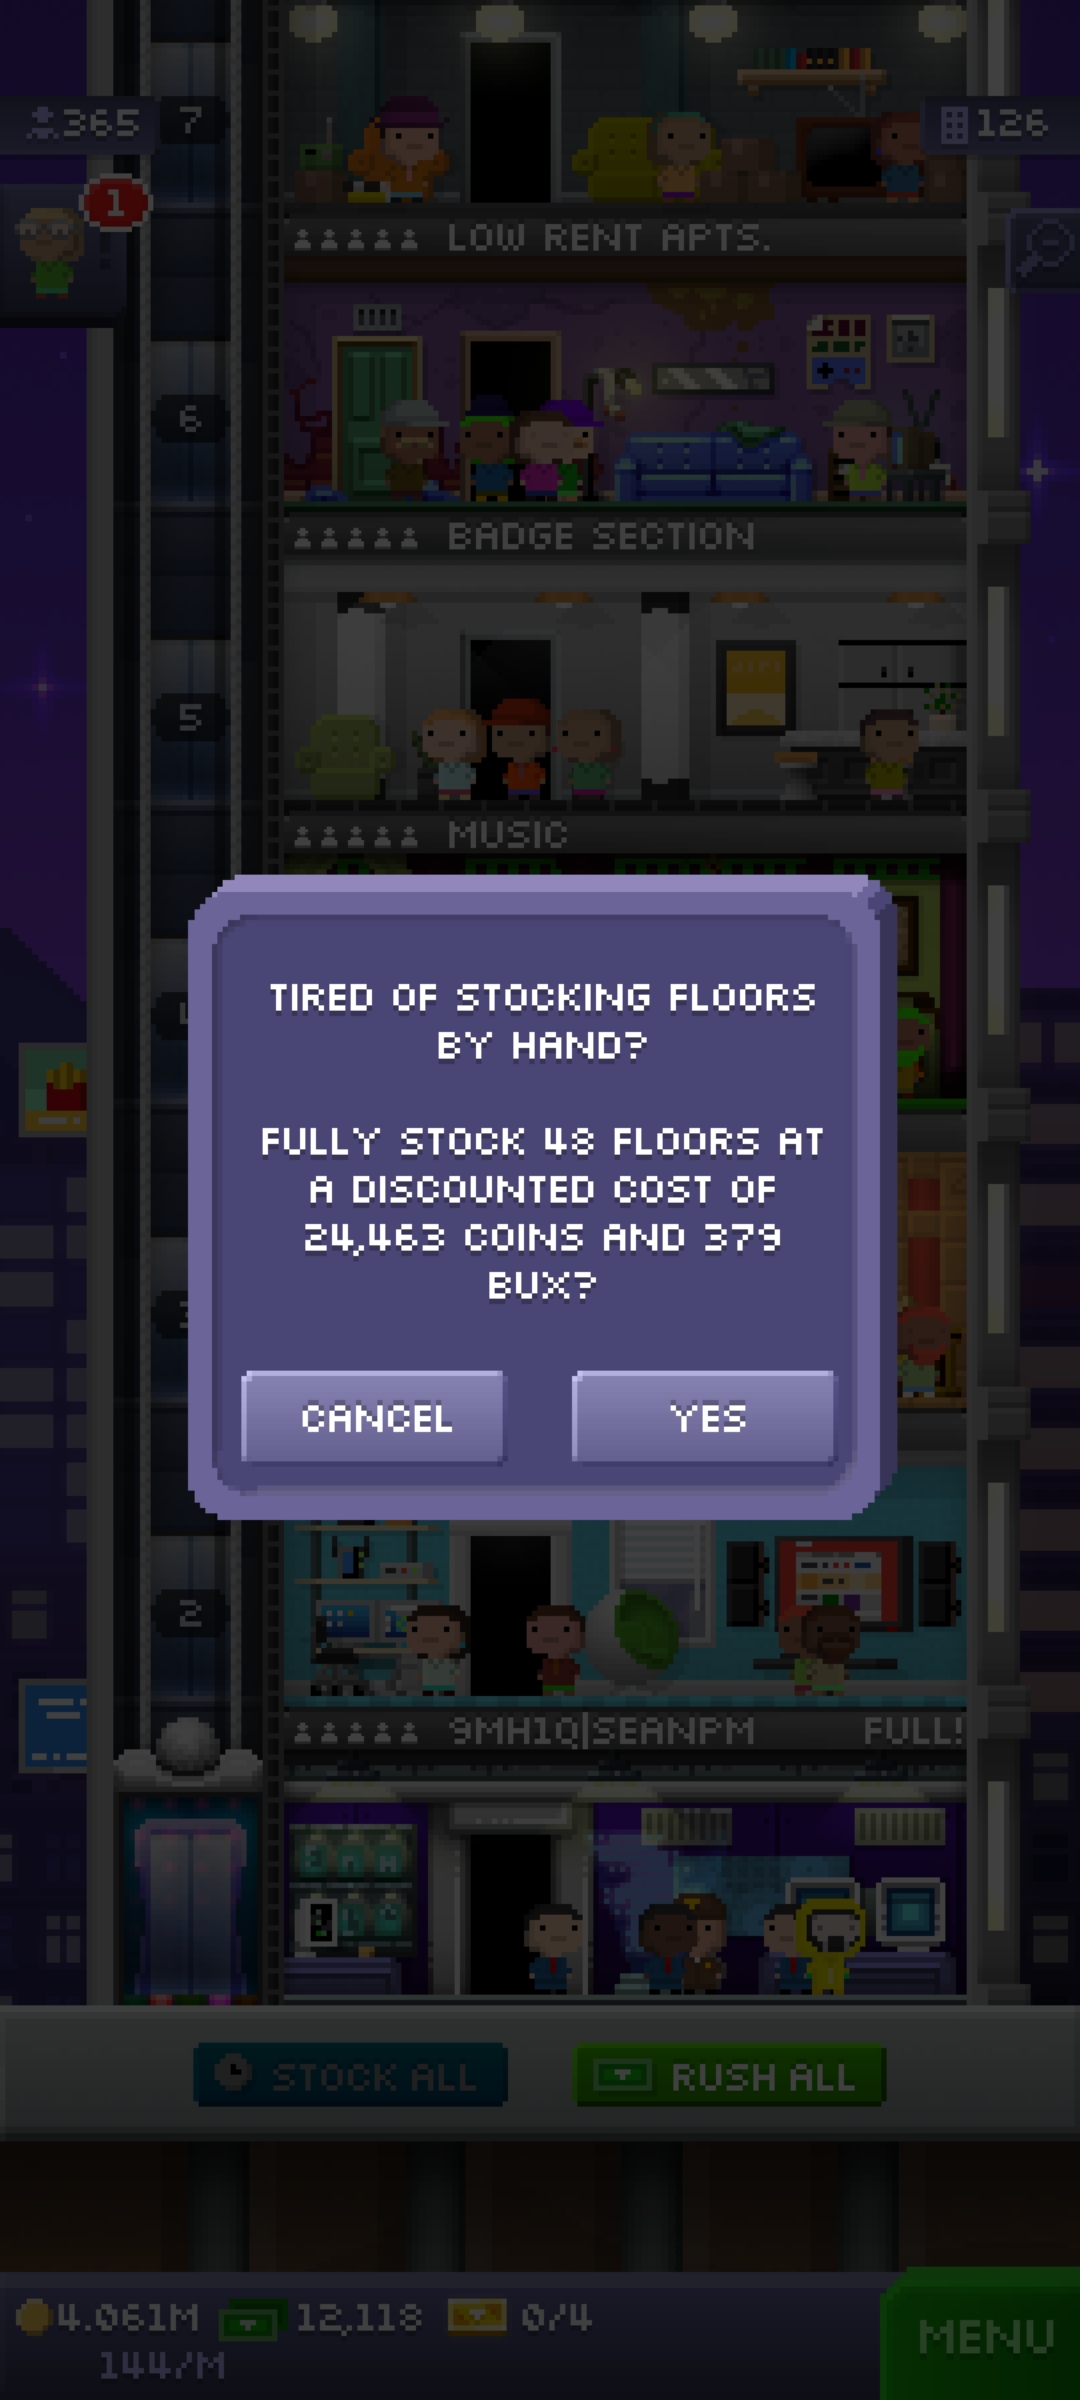 365
7
126
1
LOW RENT APTS.
6
BADGE SECTION
5
MUSIC
TIRED OF STOCKING FLOORS
BY HAND?
FULLY STOCK 48 FLOORS AT
A DISCOUNTED COST OF
24,463 COINS AND 379
BUX?
CANCEL
YES
2
9MH1Q|SEANPM
FULL!
STOCK ALL
RUSH ALL
4.061M
12,118
0/4
144/M
MENU